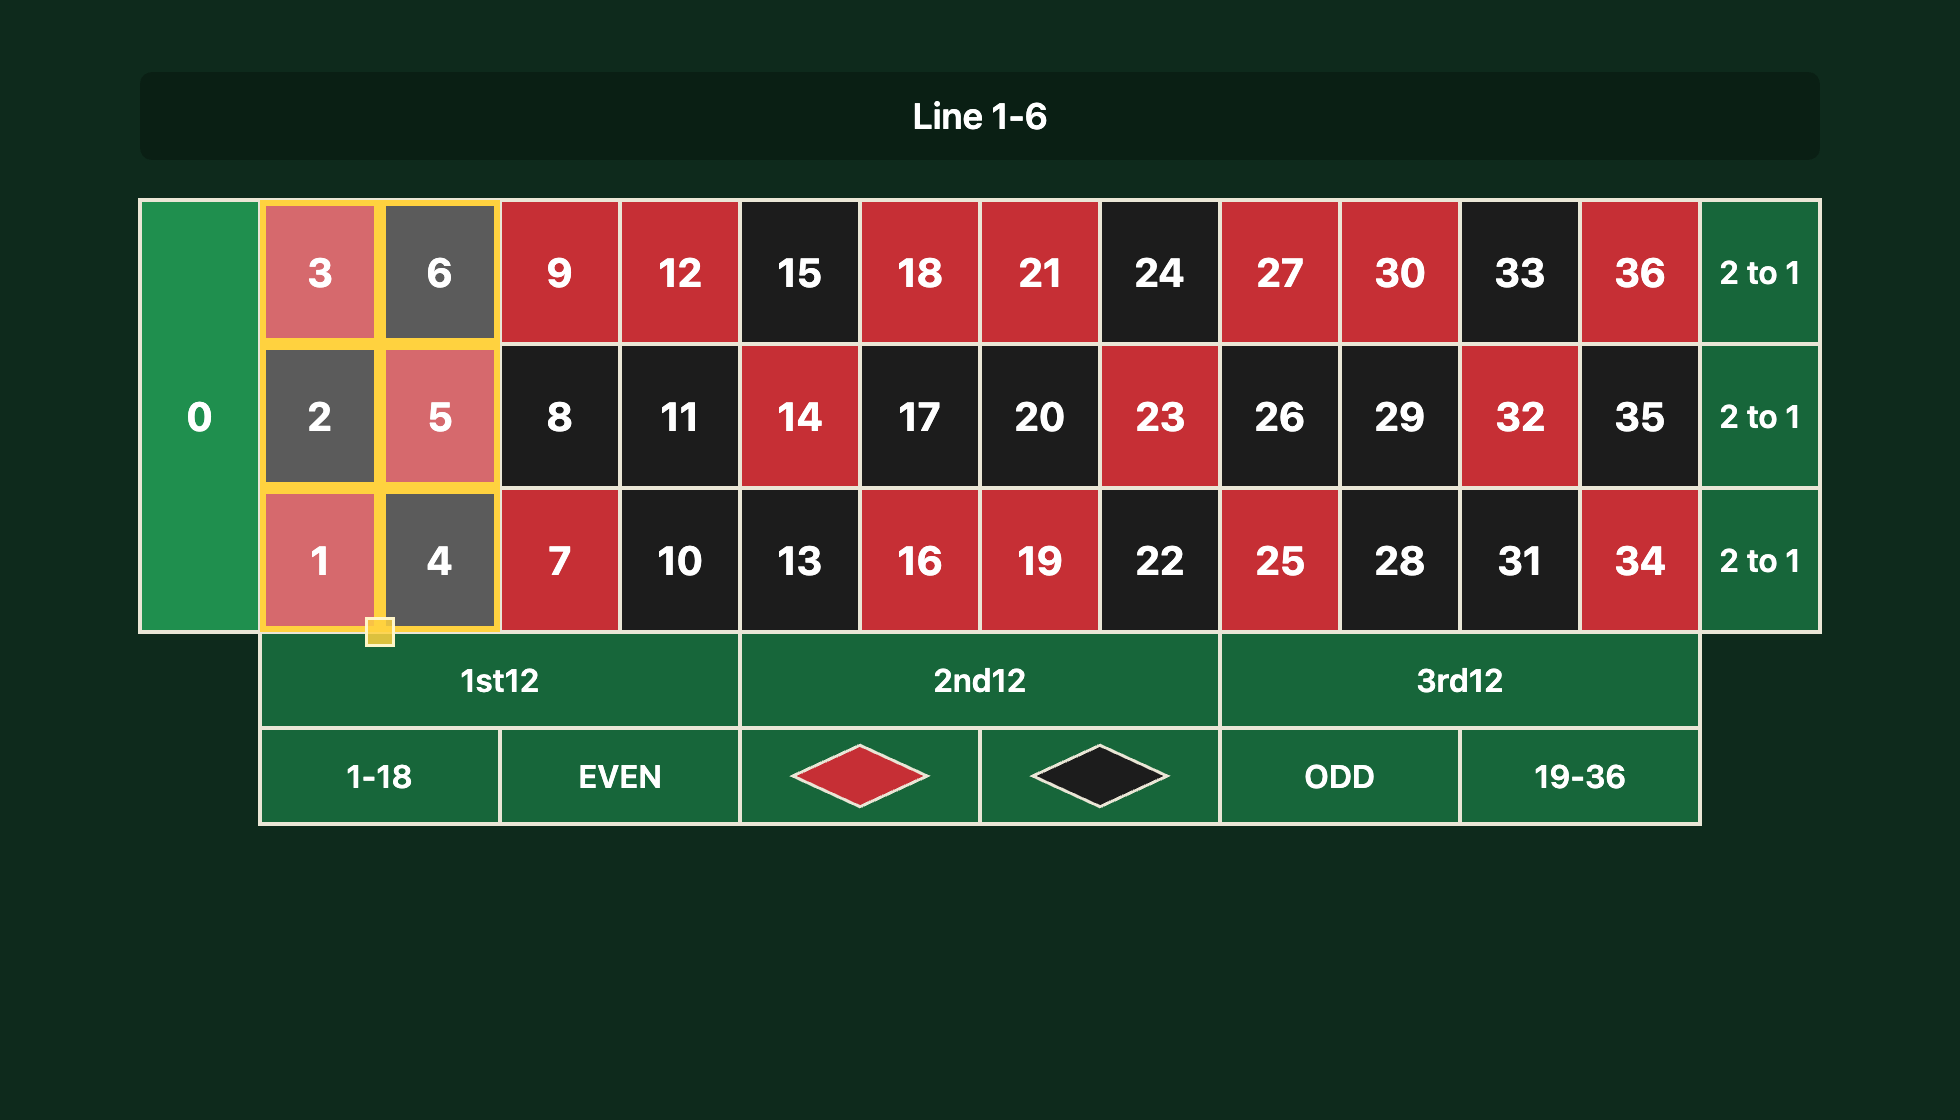 Line 1-6
3 6 9 12 15 18 21 24 27 30 33 36 2 to 1
0 2 5 8 11 14 17 20 23 26 29 32 35 2 to 1
1 4 7 10 13 16 19 22 25 28 31 34 2 to 1
1st12 2nd12 3rd12
1-18 EVEN ODD 19-36